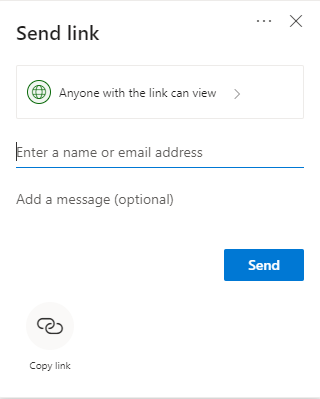 Send link
Anyone with the link can view
Enter a name or email address
Add a message (optional)
Send
Copy link